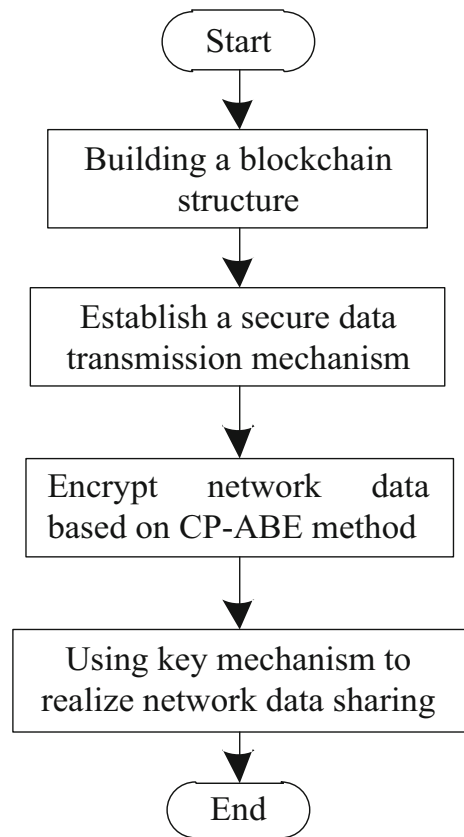 Start
Building a blockchain
structure
Establish a secure data
transmission mechanism
Encrypt network data
based on CP-ABE method
Using key mechanism to
realize network data sharing
End